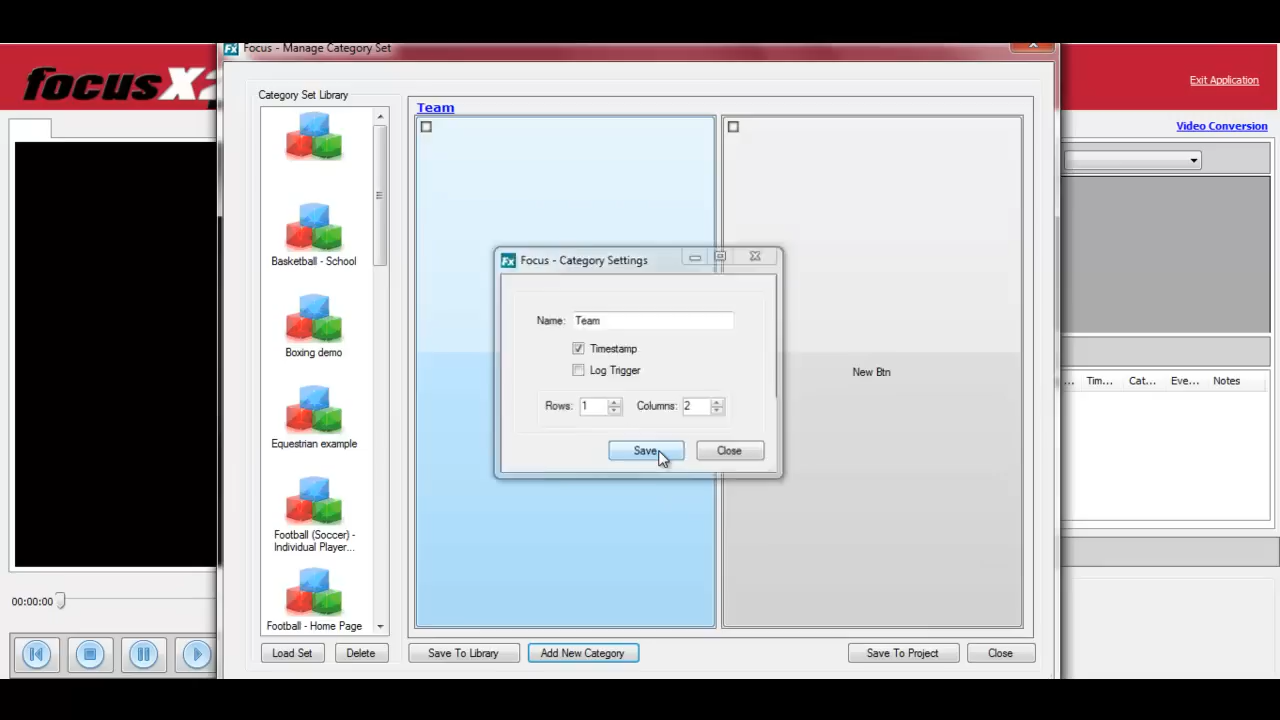 Focus - Manage Category Set
focusX2
Exit Application
Video Conversion
Category Set Library
Team
Basketball - School
Boxing demo
Equestrian example
Football (Soccer) -
Individual Player...
Football - Home Page
Focus - Category Settings
Name: Team
Timestamp
Log Trigger
Rows: 1 Columns: 2
Save Close
New Btn
... Tim... Cat... Eve... Notes
00:00:00
Load Set Delete Save To Library Add New Category Save To Project Close